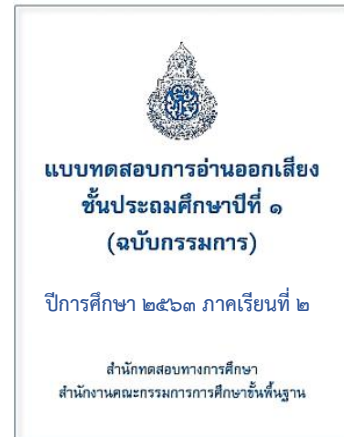 แบบทดสอบการอ่านออกเสียง
ชั้นประถมศึกษาปีที่ ๑
(ฉบับกรรมการ)
ปีการศึกษา ๒๕๖๓ ภาคเรียนที่ ๒
สำนักทดสอบทางการศึกษา
สำนักงานคณะกรรมการการศึกษาขั้นพื้นฐาน